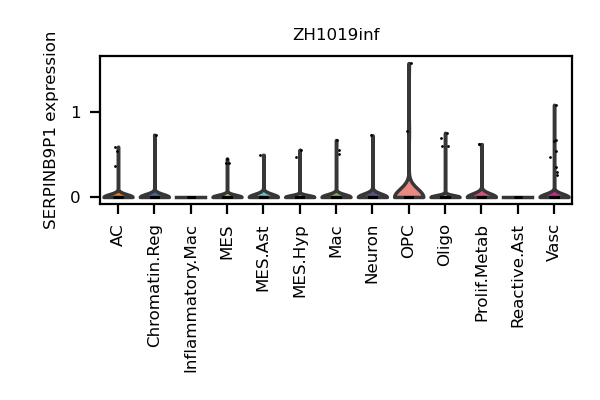 ZH1019inf
SERPINB9P1 expression
1
0
AC
Chromatin.Reg
Inflammatory.Mac
MES
MES.Ast
MES.Hyp
Mac
Neuron
OPC
Oligo
Prolif.Metab
Reactive.Ast
Vasc